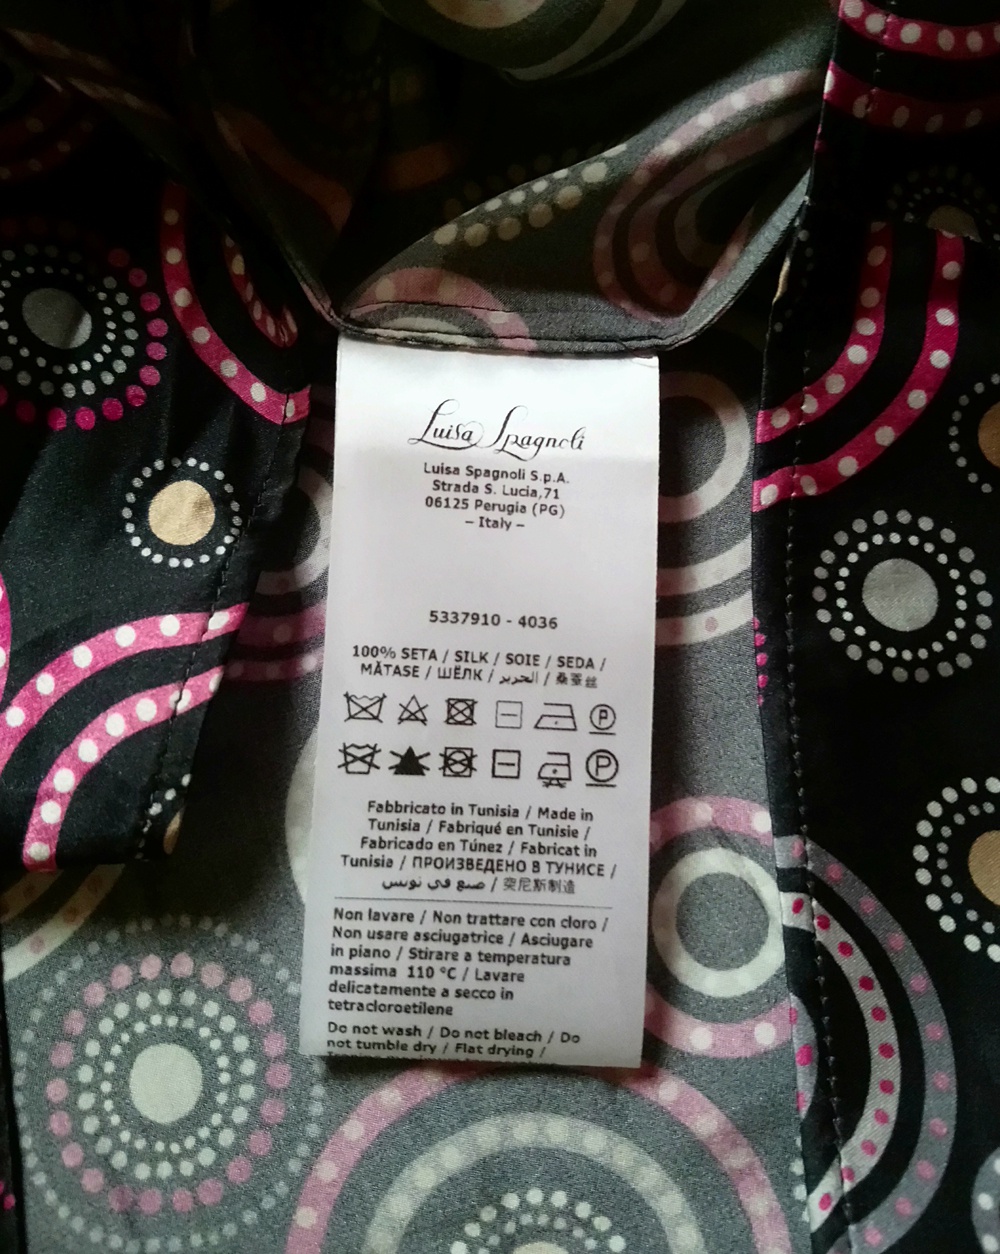 Luisa Spagnoli
Luisa Spagnoli S.p.A.
Strada S. Lucia,71
06125 Perugia (PG)
– Italy –
5337910 - 4036
100% SETA / SILK / SOIE / SEDA /
MĂTASE / ШЁЛК / الحرير / 桑蚕丝
P
P
Fabbricato in Tunisia / Made in
Tunisia / Fabriqué en Tunisie /
Fabricado en Túnez / Fabricat in
Tunisia / ПРОИЗВЕДЕНО В ТУНИСЕ /
صنع في تونس / 突尼斯制造
Non lavare / Non trattare con cloro /
Non usare asciugatrice / Asciugare
in piano / Stirare a temperatura
massima 110 °C / Lavare
delicatamente a secco in
tetracloroetilene
Do not wash / Do not bleach / Do
not tumble dry / Flat drying /